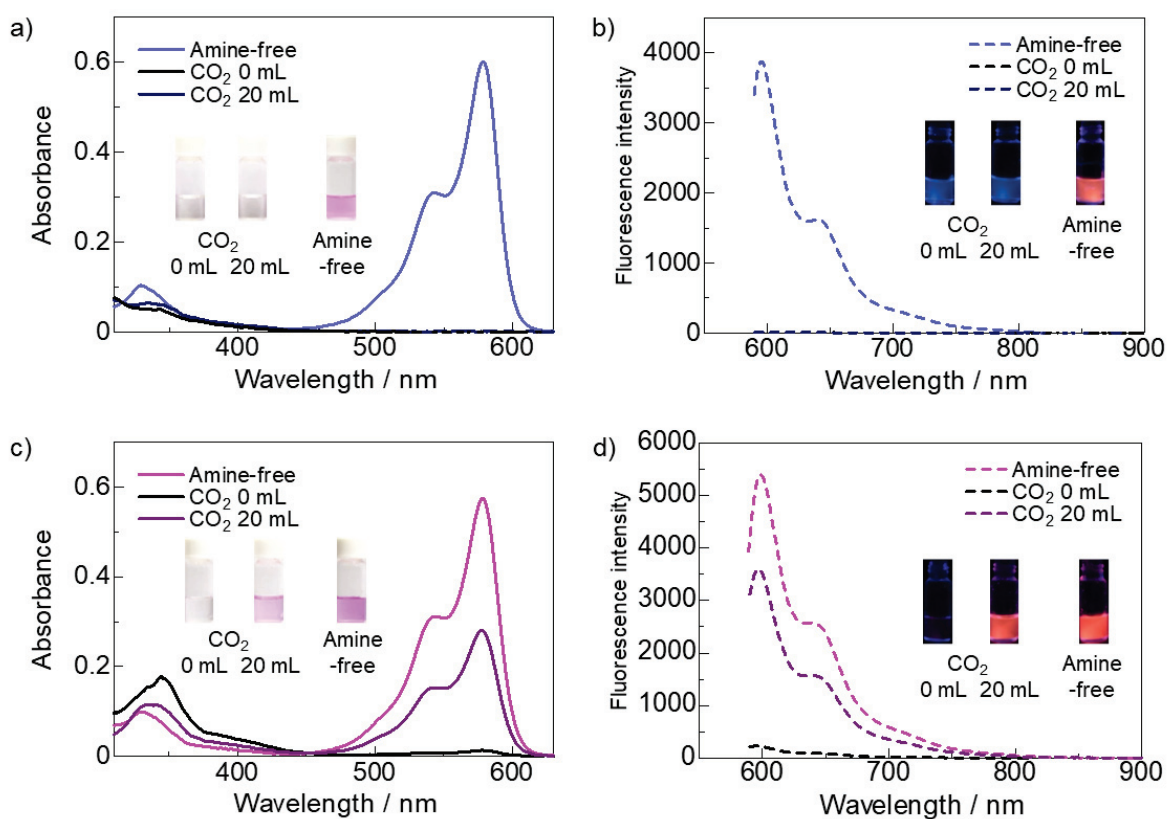 a)
Amine-free
CO2 0 mL
CO2 20 mL
0.6
0.4
0.2
0
Absorbance
CO2
0 mL 20 mL
Amine
-free
400 500 600
Wavelength / nm
b)
Amine-free
CO2 0 mL
CO2 20 mL
4000
3000
2000
1000
0
Fluorescence intensity
CO2
0 mL 20 mL
Amine
-free
600 700 800 900
Wavelength / nm
c)
Amine-free
CO2 0 mL
CO2 20 mL
0.6
0.4
0.2
0
Absorbance
CO2
0 mL 20 mL
Amine
-free
400 500 600
Wavelength / nm
d)
Amine-free
CO2 0 mL
CO2 20 mL
6000
5000
4000
3000
2000
1000
0
Fluorescence intensity
CO2
0 mL 20 mL
Amine
-free
600 700 800 900
Wavelength / nm